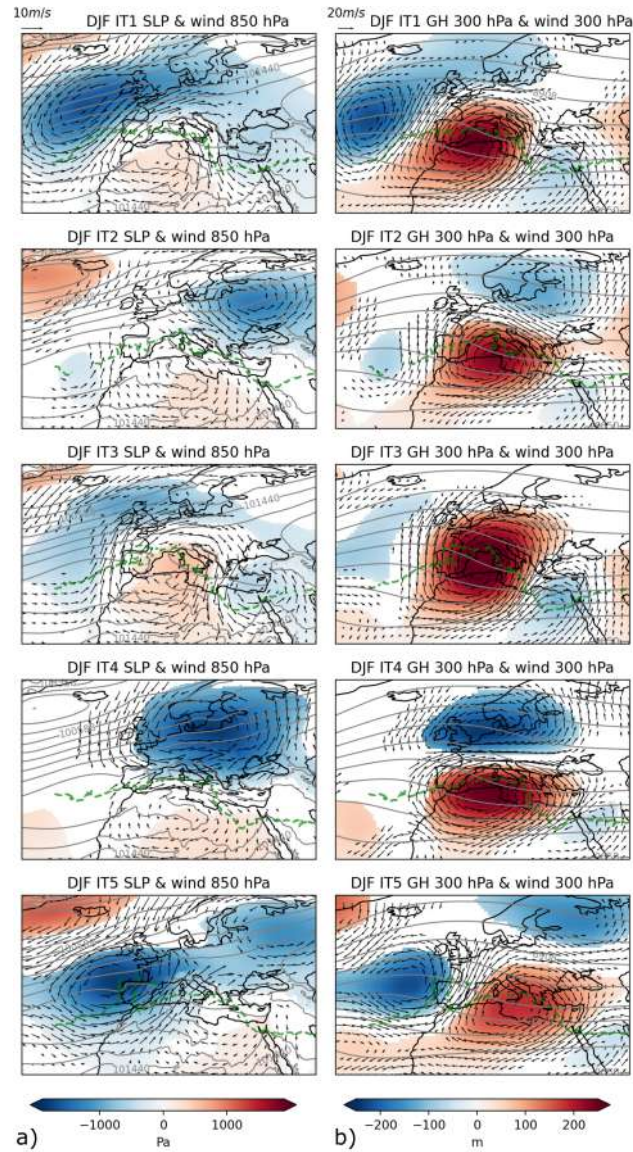 10m/s
DJF IT1 SLP & wind 850 hPa
20m/s
DJF IT1 GH 300 hPa & wind 300 hPa
101440
101440
DJF IT2 SLP & wind 850 hPa
DJF IT2 GH 300 hPa & wind 300 hPa
101440
DJF IT3 SLP & wind 850 hPa
DJF IT3 GH 300 hPa & wind 300 hPa
101440
101440
DJF IT4 SLP & wind 850 hPa
DJF IT4 GH 300 hPa & wind 300 hPa
101440
DJF IT5 SLP & wind 850 hPa
DJF IT5 GH 300 hPa & wind 300 hPa
101440
−1000 0 1000
−200 −100 0 100 200
a) Pa
b) m